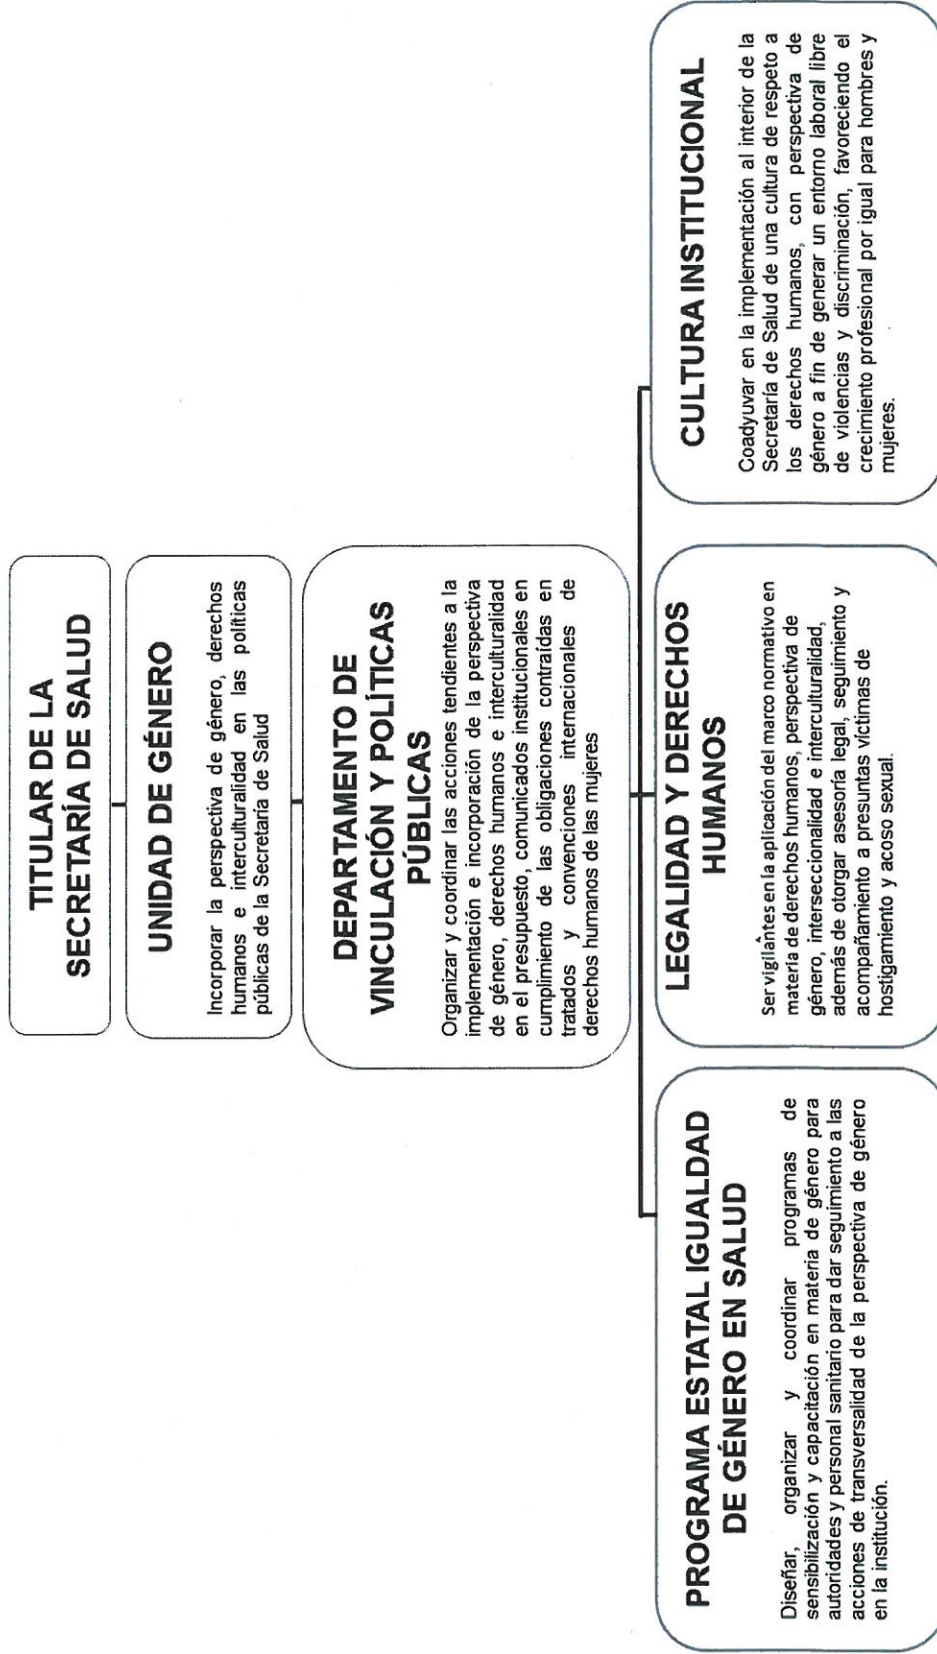 TITULAR DE LA
SECRETARÍA DE SALUD
UNIDAD DE GÉNERO
Incorporar la perspectiva de género, derechos
humanos e interculturalidad en las políticas
públicas de la Secretaría de Salud
DEPARTAMENTO DE
VINCULACIÓN Y POLÍTICAS
PÚBLICAS
Organizar y coordinar las acciones tendientes a la
implementación e incorporación de la perspectiva
de género, derechos humanos e interculturalidad
en el presupuesto, comunicados institucionales en
cumplimiento de las obligaciones contraídas en
tratados y convenciones internacionales de
derechos humanos de las mujeres
PROGRAMA ESTATAL IGUALDAD
DE GÉNERO EN SALUD
Diseñar, organizar y coordinar programas de
sensibilización y capacitación en materia de género para
autoridades y personal sanitario para dar seguimiento a las
acciones de transversalidad de la perspectiva de género
en la institución.
LEGALIDAD Y DERECHOS
HUMANOS
Ser vigilantes en la aplicación del marco normativo en
materia de derechos humanos, perspectiva de
género, interseccionalidad e interculturalidad,
además de otorgar asesoría legal, seguimiento y
acompañamiento a presuntas víctimas de
hostigamiento y acoso sexual.
CULTURA INSTITUCIONAL
Coadyuvar en la implementación al interior de la
Secretaría de Salud de una cultura de respeto a
los derechos humanos, con perspectiva de
género a fin de generar un entorno laboral libre
de violencias y discriminación, favoreciendo el
crecimiento profesional por igual para hombres y
mujeres.